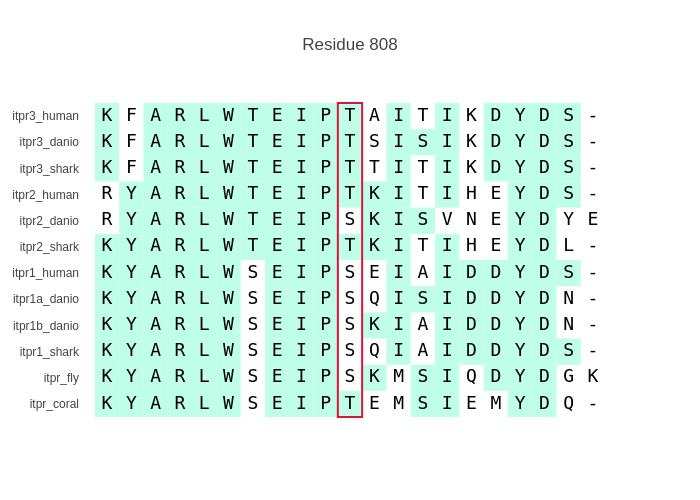 Residue 808
itpr3_human K F A R L W T E I P T A I T I K D Y D S -
itpr3_danio K F A R L W T E I P T S I S I K D Y D S -
itpr3_shark K F A R L W T E I P T T I T I K D Y D S -
itpr2_human R Y A R L W T E I P T K I T I H E Y D S -
itpr2_danio R Y A R L W T E I P S K I S V N E Y D Y E
itpr2_shark K Y A R L W T E I P T K I T I H E Y D L -
itpr1_human K Y A R L W S E I P S E I A I D D Y D S -
itpr1a_danio K Y A R L W S E I P S Q I S I D D Y D N -
itpr1b_danio K Y A R L W S E I P S K I A I D D Y D N -
itpr1_shark K Y A R L W S E I P S Q I A I D D Y D S -
itpr_fly K Y A R L W S E I P S K M S I Q D Y D G K
itpr_coral K Y A R L W S E I P T E M S I E M Y D Q -